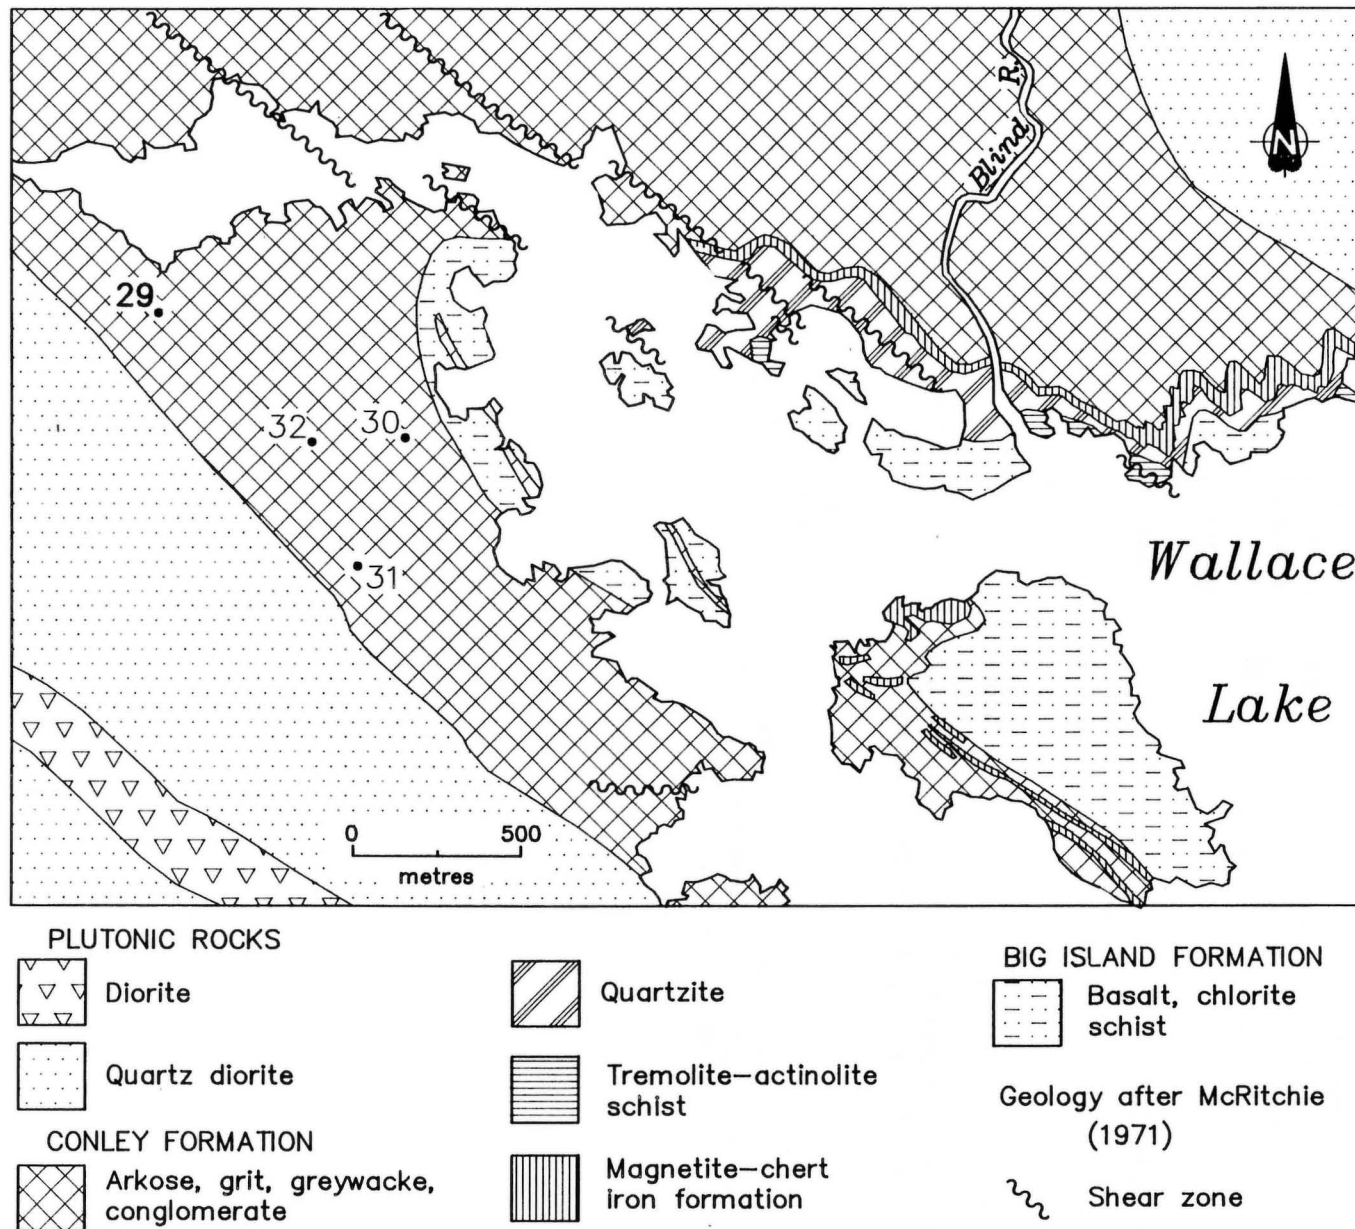 Blind R.
N
29
32
30
31
Wallace
Lake
0 500
metres
PLUTONIC ROCKS
Diorite
Quartz diorite
CONLEY FORMATION
Arkose, grit, greywacke,
conglomerate
Quartzite
Tremolite-actinolite
schist
Magnetite-chert
iron formation
BIG ISLAND FORMATION
Basalt, chlorite
schist
Geology after McRitchie
(1971)
Shear zone